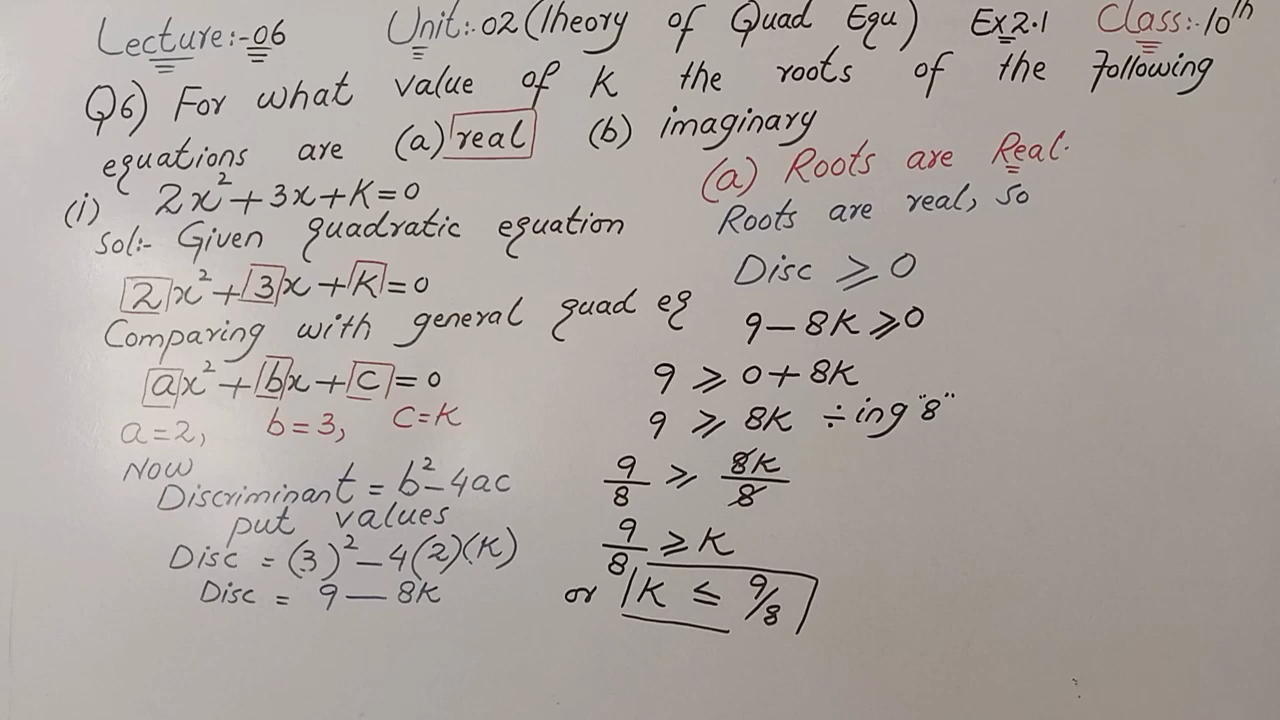 Lecture:-06 Unit:-02 (Theory of Quad Equ) Ex2.1 Class:-10th
Q6) For what value of K the roots of the following
equations are (a) real (b) imaginary
(i) 2x²+3x+K=0
Sol:- Given quadratic equation
2x²+3x+K=0
Comparing with general quad eq
ax²+bx+c=0
a=2, b=3, C=K
Now
Discriminant = b²-4ac
put values
Disc = (3)²-4(2)(K)
Disc = 9-8K
(a) Roots are Real.
Roots are real, so
Disc ⩾ 0
9-8K ⩾ 0
9 ⩾ 0+8K
9 ⩾ 8K ÷ing "8"
9/8 ⩾ 8K/8
9/8 ⩾ K
or K ≤ 9/8